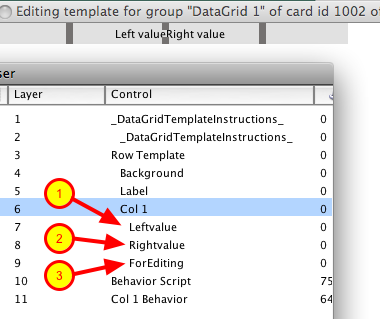 Editing template for group "DataGrid 1" of card id 1002 of
Left valueRight value
ser
Layer Control
1 _DataGridTemplateInstructions_ 0
2 _DataGridTemplateInstructions_ 0
3 Row Template 0
4 Background 0
5 Label 0
6 Col 1 0
1
7 Leftvalue 0
2
8 Rightvalue 0
3
9 ForEditing 0
10 Behavior Script 75
11 Col 1 Behavior 64